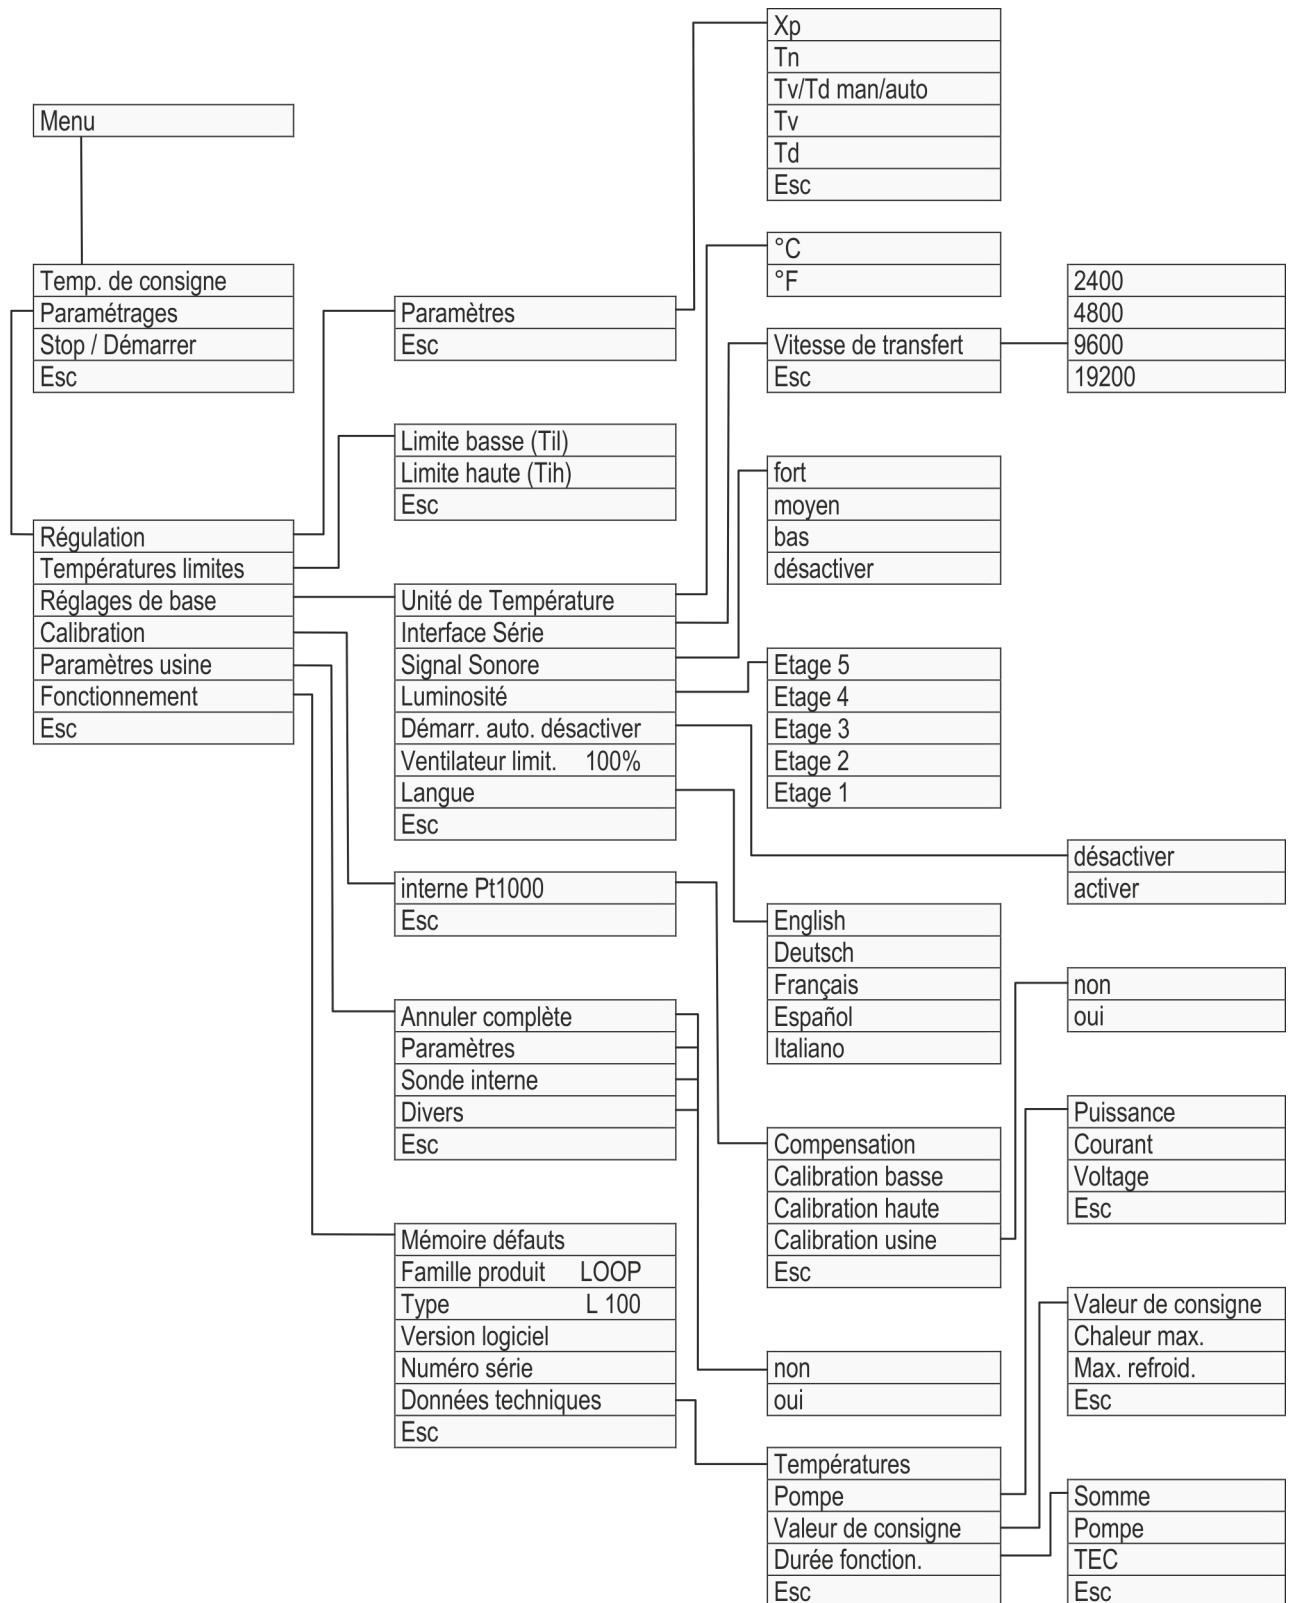 Menu
Temp. de consigne
Paramétrages
Stop / Démarrer
Esc
Régulation
Températures limites
Réglages de base
Calibration
Paramètres usine
Fonctionnement
Esc
Paramètres
Esc
Limite basse (Til)
Limite haute (Tih)
Esc
Unité de Température
Interface Série
Signal Sonore
Luminosité
Démarr. auto. désactiver
Ventilateur limit. 100%
Langue
Esc
interne Pt1000
Esc
Annuler complète
Paramètres
Sonde interne
Divers
Esc
Mémoire défauts
Famille produit LOOP
Type L 100
Version logiciel
Numéro série
Données techniques
Esc
Xp
Tn
Tv/Td man/auto
Tv
Td
Esc
°C
°F
Vitesse de transfert
Esc
fort
moyen
bas
désactiver
Etage 5
Etage 4
Etage 3
Etage 2
Etage 1
English
Deutsch
Français
Español
Italiano
Compensation
Calibration basse
Calibration haute
Calibration usine
Esc
non
oui
Températures
Pompe
Valeur de consigne
Durée fonction.
Esc
2400
4800
9600
19200
désactiver
activer
non
oui
Puissance
Courant
Voltage
Esc
Valeur de consigne
Chaleur max.
Max. refroid.
Esc
Somme
Pompe
TEC
Esc